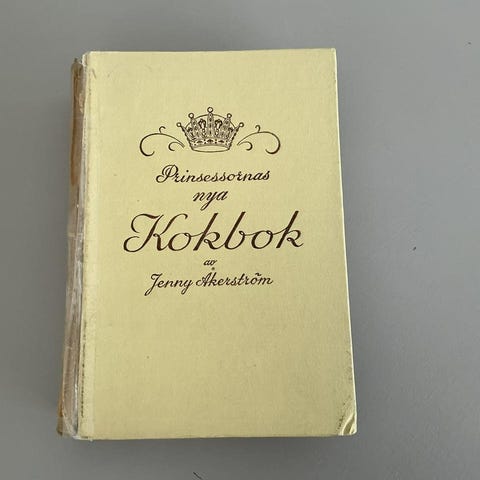 Prinsessornas
nya
Kokbok
av
Jenny Åkerström